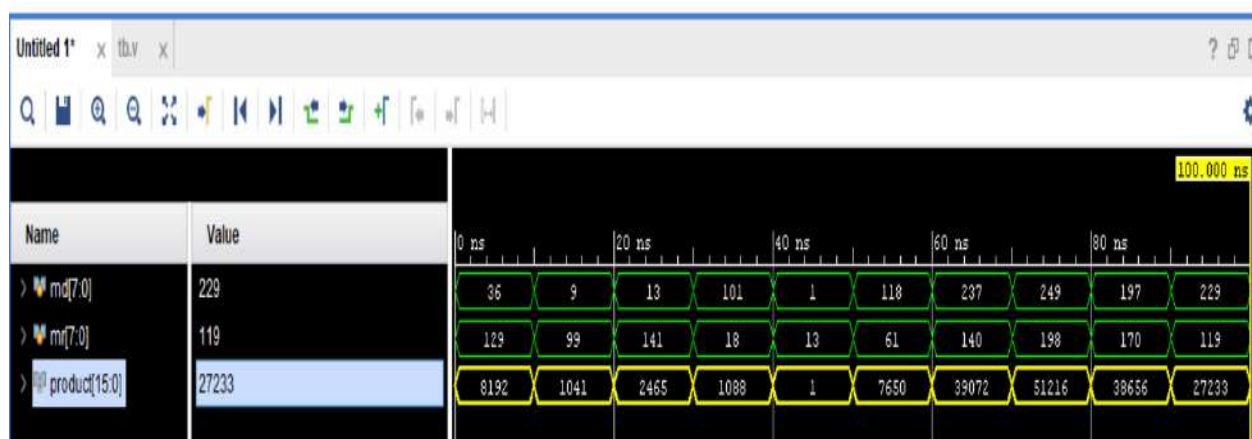 Untitled 1* x tb.v x ?
100.000 ns
Name Value 0 ns 20 ns 40 ns 60 ns 80 ns
> md[7:0] 229 36 9 13 101 1 118 237 249 197 229
> mr[7:0] 119 129 99 141 18 13 61 140 198 170 119
> product[15:0] 27233 8192 1041 2465 1088 1 7650 39072 51216 38656 27233